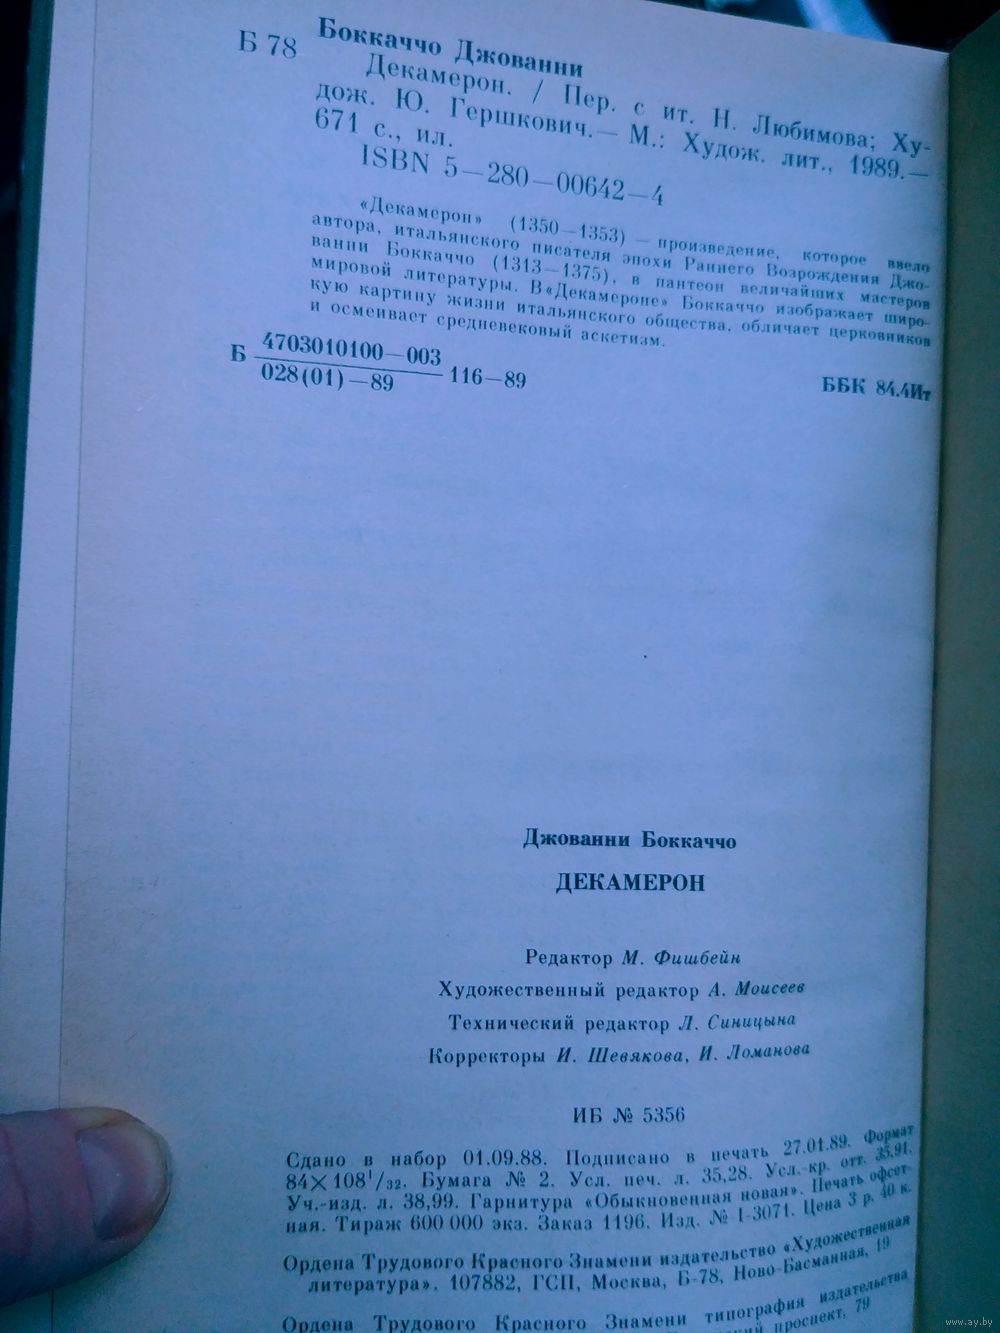 Б 78
Боккаччо Джованни
Декамерон. / Пер. с ит. Н. Любимова; Ху-
дож. Ю. Гершкович.— М.: Худож. лит., 1989.—
671 с., ил.
ISBN 5—280—00642—4
«Декамерон» (1350—1353) — произведение, которое ввело
автора, итальянского писателя эпохи Раннего Возрождения Джо-
ванни Боккаччо (1313—1375), в пантеон величайших мастеров
мировой литературы. В «Декамероне» Боккаччо изображает широ-
кую картину жизни итальянского общества, обличает церковников
и осмеивает средневековый аскетизм.
Б 4703010100—003
028(01)—89
116—89
ББК 84.4Ит
Джованни Боккаччо
ДЕКАМЕРОН
Редактор М. Фишбейн
Художественный редактор А. Моисеев
Технический редактор Л. Синицына
Корректоры И. Шевякова, И. Ломанова
ИБ № 5356
Сдано в набор 01.09.88. Подписано в печать 27.01.89. Формат
84×108¹/₃₂. Бумага № 2. Усл. печ. л. 35,28. Усл.-кр. отт. 35,91.
Уч.-изд. л. 38,99. Гарнитура «Обыкновенная новая». Печать офсет-
ная. Тираж 600 000 экз. Заказ 1196. Изд. № I-3071. Цена 3 р. 40 к.
Ордена Трудового Красного Знамени издательство «Художественная
литература». 107882, ГСП, Москва, Б-78, Ново-Басманная, 19
Ордена Трудового Красного Знамени типография издательства
проспект, 79
www.ay.by